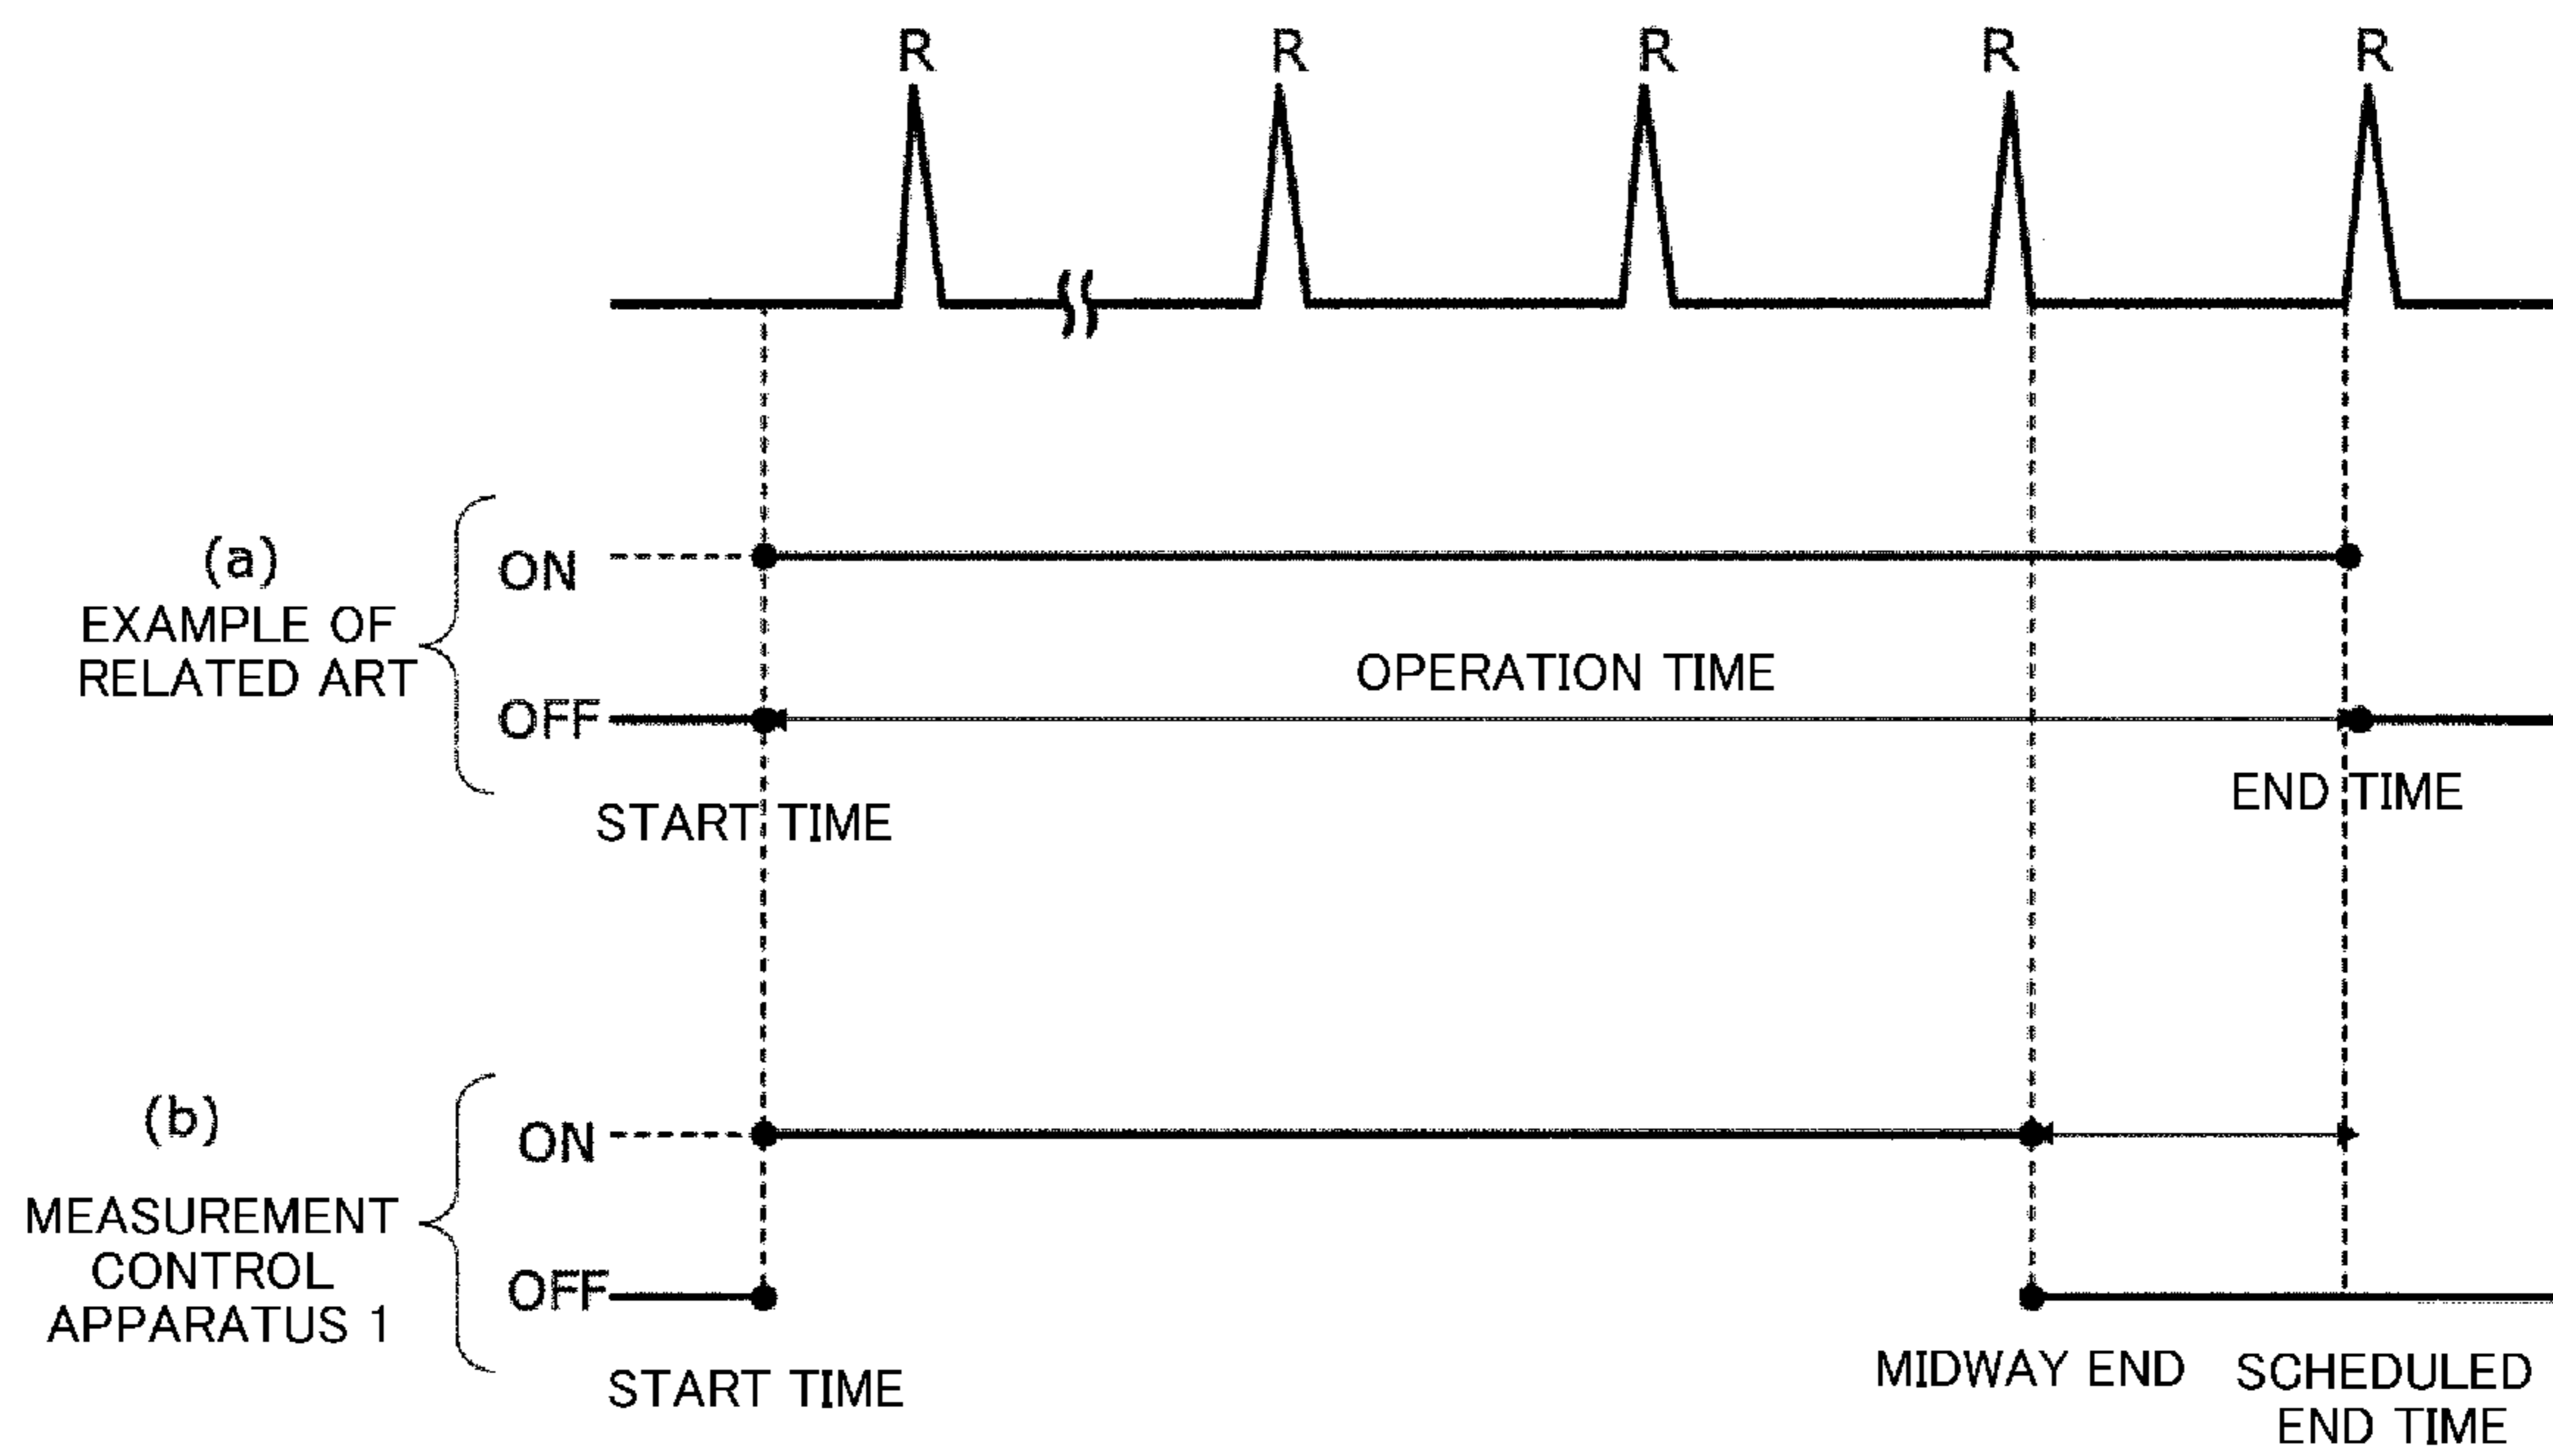 R R R R R
(a)
EXAMPLE OF
RELATED ART
ON
OPERATION TIME
OFF
START TIME
END TIME
(b)
MEASUREMENT
CONTROL
APPARATUS 1
ON
OFF
START TIME
MIDWAY END
SCHEDULED
END TIME